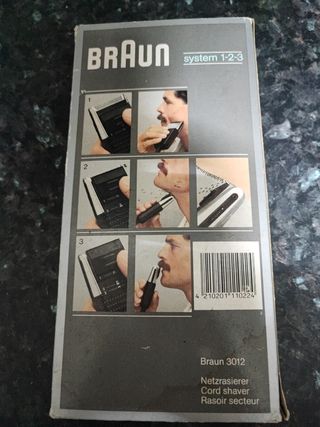 BRAUN
system 1-2-3
1
2
3
4 210201 110224
Braun 3012
Netzrasierer
Cord shaver
Rasoir secteur